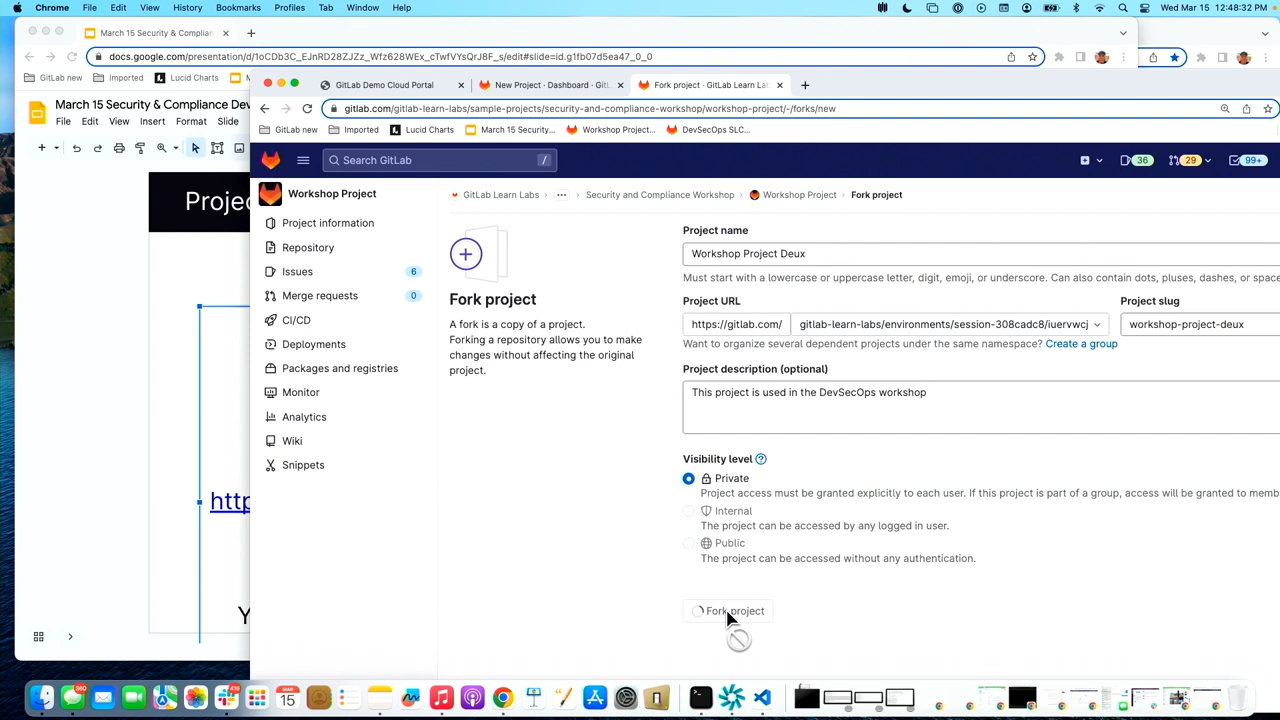 Chrome File Edit View History Bookmarks Profiles Tab Window Help
Wed Mar 15 12:48:32 PM
March 15 Security & Complian
docs.google.com/presentation/d/1oCDb3C_EJnRD28ZJZz_Wfz628WEx_cTwfVYsQrJ8F_s/edit#slide=id.g1fb07d5ea47_0_0
GitLab new Imported Lucid Charts M
March 15 Security & Compliance Dev
File Edit View Insert Format Slide
Projec
http
Y
GitLab Demo Cloud Portal
New Project · Dashboard · GitL
Fork project · GitLab Learn La
gitlab.com/gitlab-learn-labs/sample-projects/security-and-compliance-workshop/workshop-project/-/forks/new
GitLab new Imported Lucid Charts March 15 Security... Workshop Project... DevSecOps SLC...
Search GitLab /
36 29 99+
Workshop Project
GitLab Learn Labs > ··· > Security and Compliance Workshop > Workshop Project > Fork project
Project information
Repository
Issues 6
Merge requests 0
CI/CD
Deployments
Packages and registries
Monitor
Analytics
Wiki
Snippets
Fork project
A fork is a copy of a project.
Forking a repository allows you to make
changes without affecting the original
project.
Project name
Workshop Project Deux
Must start with a lowercase or uppercase letter, digit, emoji, or underscore. Can also contain dots, pluses, dashes, or space
Project URL
Project slug
https://gitlab.com/
gitlab-learn-labs/environments/session-308cadc8/iuervwcj
workshop-project-deux
Want to organize several dependent projects under the same namespace? Create a group
Project description (optional)
This project is used in the DevSecOps workshop
Visibility level
Private
Project access must be granted explicitly to each user. If this project is part of a group, access will be granted to memb
Internal
The project can be accessed by any logged in user.
Public
The project can be accessed without any authentication.
Fork project
360
416
MAR
15